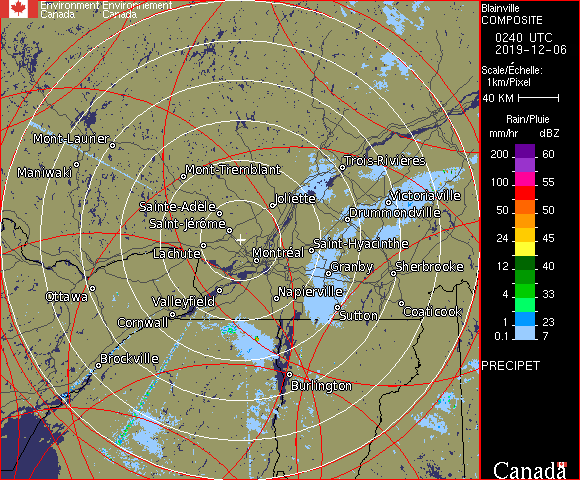 Environment Environnement
Canada Canada
Blainville
COMPOSITE
0240 UTC
2019-12-06
Scale/Échelle:
1km/Pixel
40 KM
Rain/Pluie
mm/hr dBZ
200 60
100 55
50 50
24 45
12 40
4 33
1 23
0.1 7
PRECIPET
Canada
Mont-Laurier
Maniwaki
Mont-Tremblant
Trois-Rivières
Sainte-Adele
Joliette
Victoriaville
Saint-Jérôme
Drummondville
Lachute
Montréal
Saint-Hyacinthe
Granby
Sherbrooke
Ottawa
Valleyfield
Napierville
Cornwall
Sutton
Coaticook
Brockville
Burlington